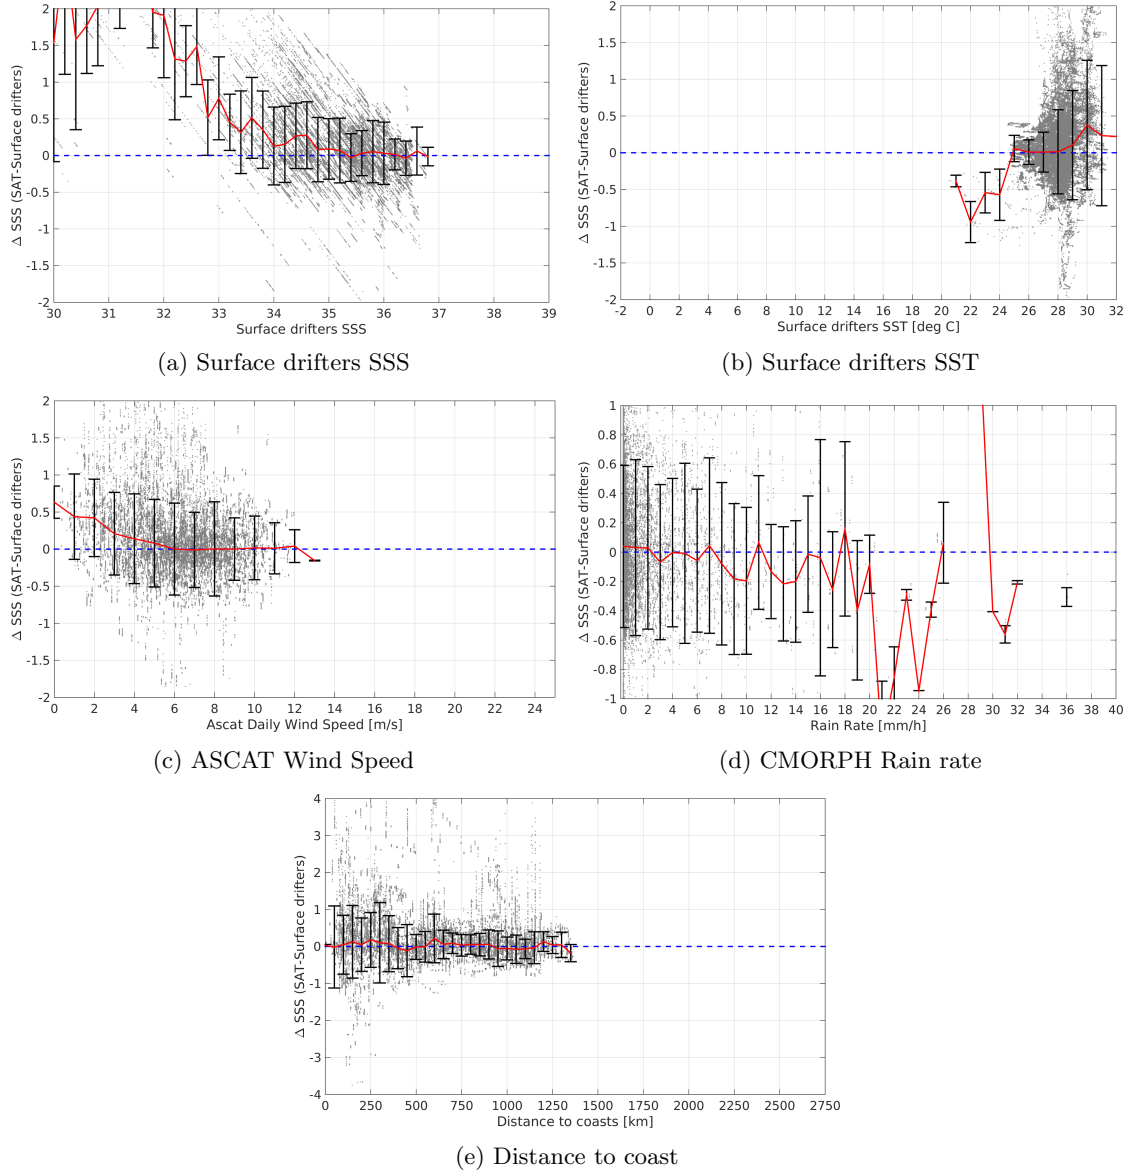 2
1.5
1
0.5
0
-0.5
-1
-1.5
-2
Δ SSS (SAT-Surface drifters)
30 31 32 33 34 35 36 37 38 39
Surface drifters SSS
(a) Surface drifters SSS
2
1.5
1
0.5
0
-0.5
-1
-1.5
-2
Δ SSS (SAT-Surface drifters)
-2 0 2 4 6 8 10 12 14 16 18 20 22 24 26 28 30 32
Surface drifters SST [deg C]
(b) Surface drifters SST
2
1.5
1
0.5
0
-0.5
-1
-1.5
-2
Δ SSS (SAT-Surface drifters)
0 2 4 6 8 10 12 14 16 18 20 22 24
Ascat Daily Wind Speed [m/s]
(c) ASCAT Wind Speed
1
0.8
0.6
0.4
0.2
0
-0.2
-0.4
-0.6
-0.8
-1
Δ SSS (SAT-Surface drifters)
0 2 4 6 8 10 12 14 16 18 20 22 24 26 28 30 32 34 36 38 40
Rain Rate [mm/h]
(d) CMORPH Rain rate
4
3
2
1
0
-1
-2
-3
-4
Δ SSS (SAT-Surface drifters)
0 250 500 750 1000 1250 1500 1750 2000 2250 2500 2750
Distance to coasts [km]
(e) Distance to coast